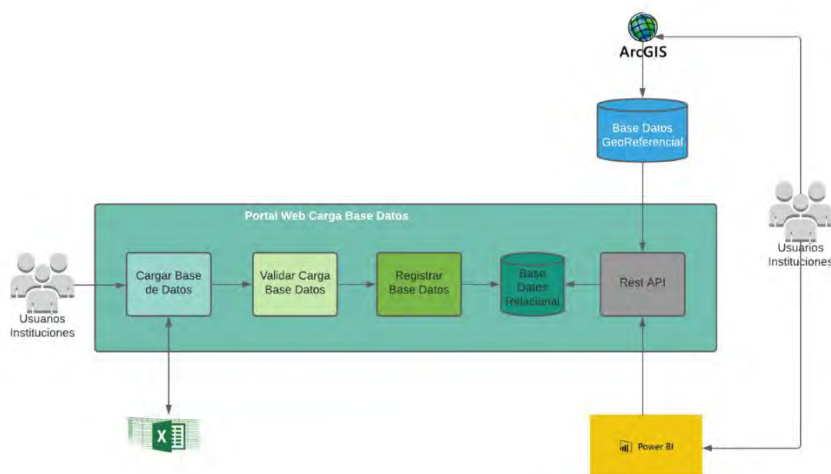 ArcGIS
Base Datos
GeoReferencial
Portal Web Carga Base Datos
Usuarios
Instituciones
Cargar Base
de Datos
Validar Carga
Base Datos
Registrar
Base Datos
Base
Datos
Relacional
Rest API
Usuarios
Instituciones
X
Power BI